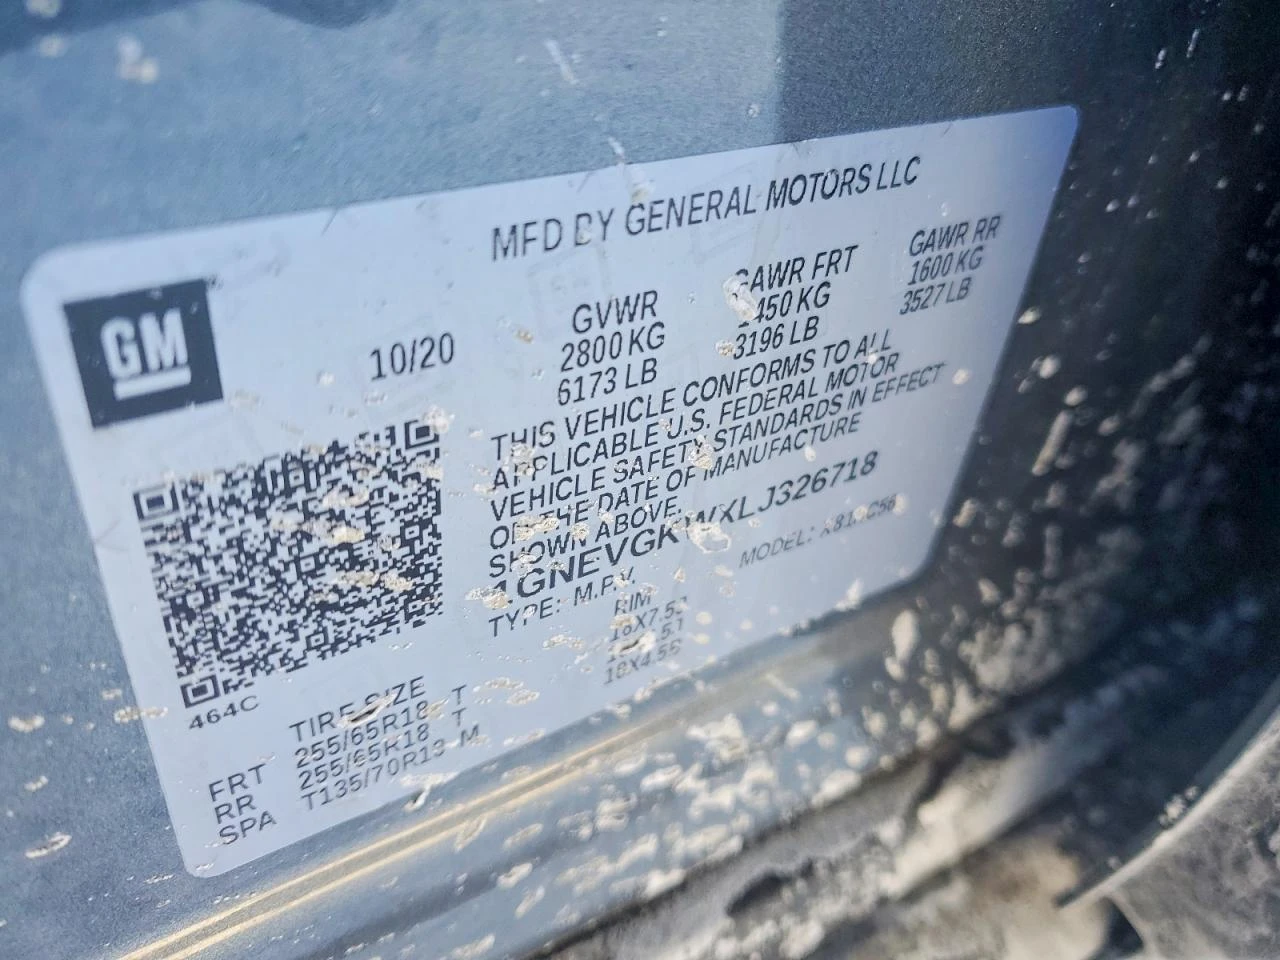 MFD BY GENERAL MOTORS LLC
GM
10/20
GVWR GAWR FRT GAWR RR
2800 KG 1450 KG 1600 KG
6173 LB 3196 LB 3527 LB
THIS VEHICLE CONFORMS TO ALL
APPLICABLE U.S. FEDERAL MOTOR
VEHICLE SAFETY STANDARDS IN EFFECT
ON THE DATE OF MANUFACTURE
SHOWN ABOVE.
TYPE: M.P.V. MODEL:
464C
TIRE SIZE RIM
FRT 255/65R18 T
RR 255/65R18 T
SPA M